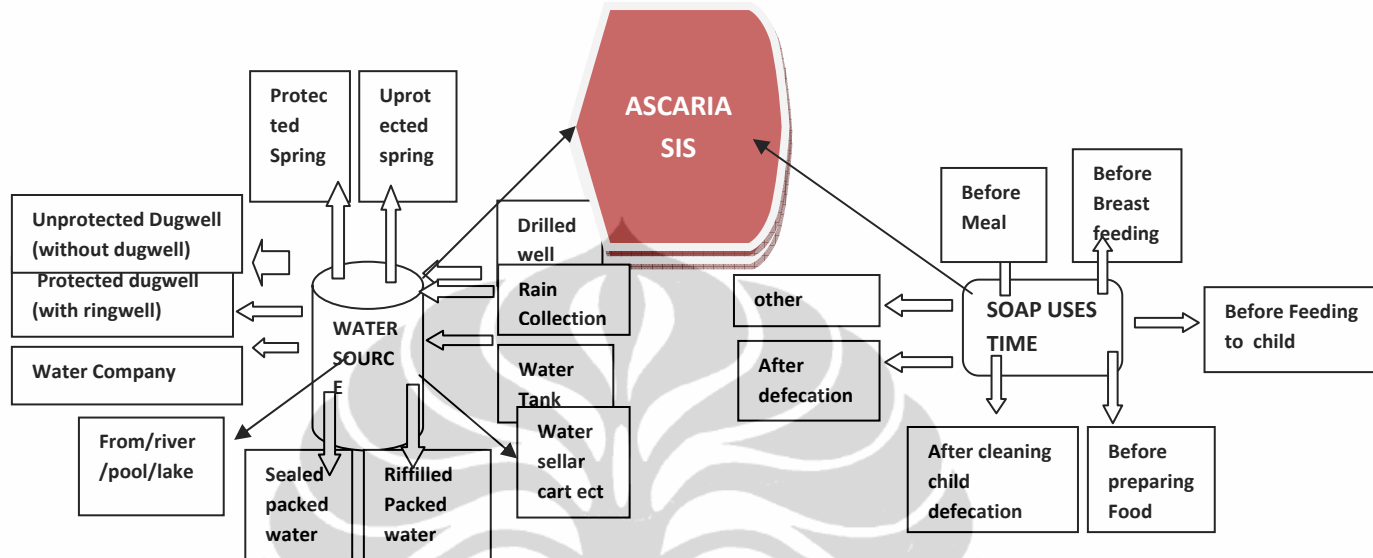 ASCARIA
SIS
Protec
ted
Spring
Uprot
ected
spring
Unprotected Dugwell
(without dugwell)
Protected dugwell
(with ringwell)
Water Company
From/river
/pool/lake
WATER
SOURC
E
Sealed
packed
water
Riffilled
Packed
water
Drilled
well
Rain
Collection
Water
Tank
Water
sellar
cart ect
Before
Meal
Before
Breast
feeding
other
After
defecation
SOAP USES
TIME
Before Feeding
to child
After cleaning
child
defecation
Before
preparing
Food